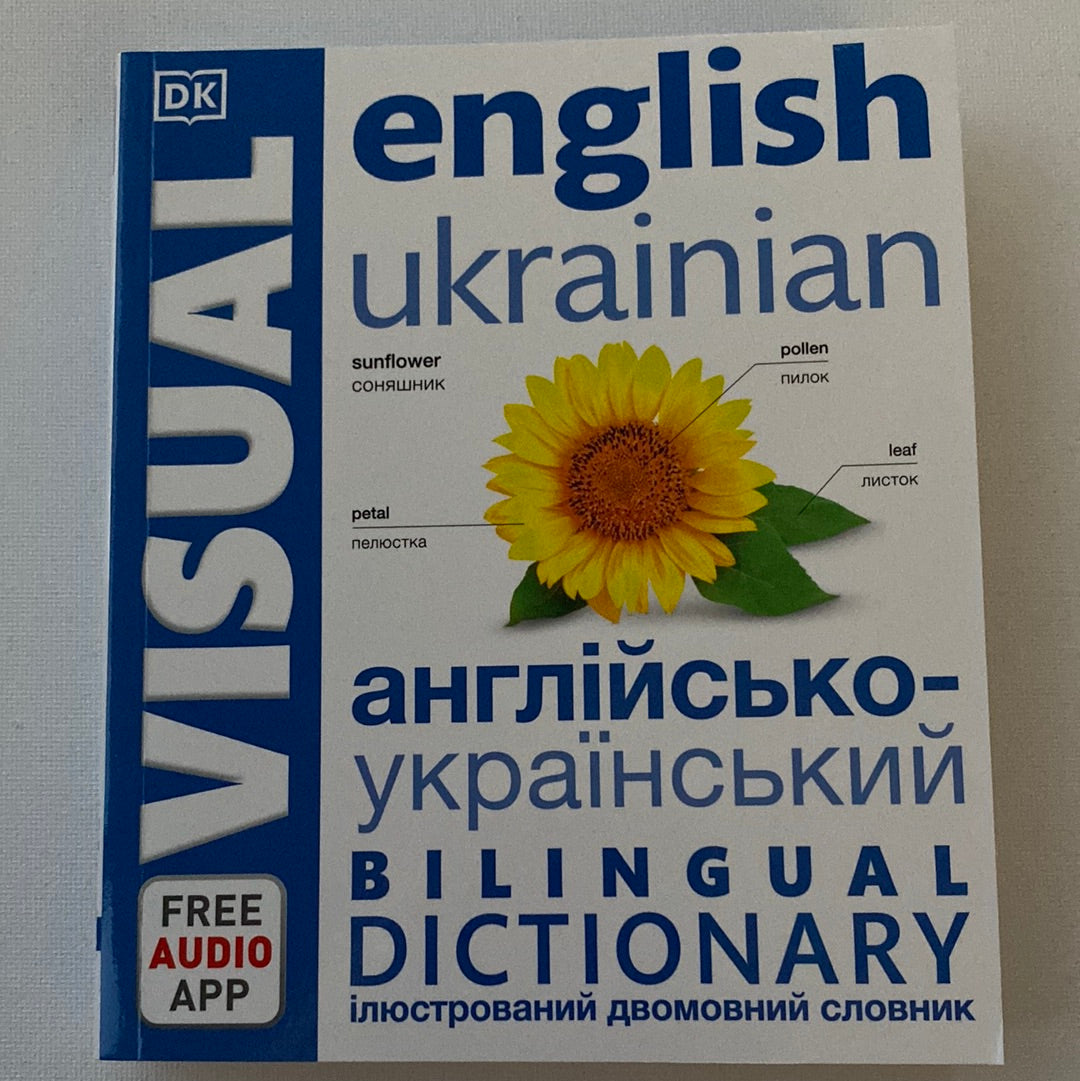 DK
VISUAL
FREE
AUDIO
APP
english
ukrainian
sunflower
соняшник
pollen
пилок
leaf
листок
petal
пелюстка
англійсько-
український
BILINGUAL
DICTIONARY
ілюстрований двомовний словник